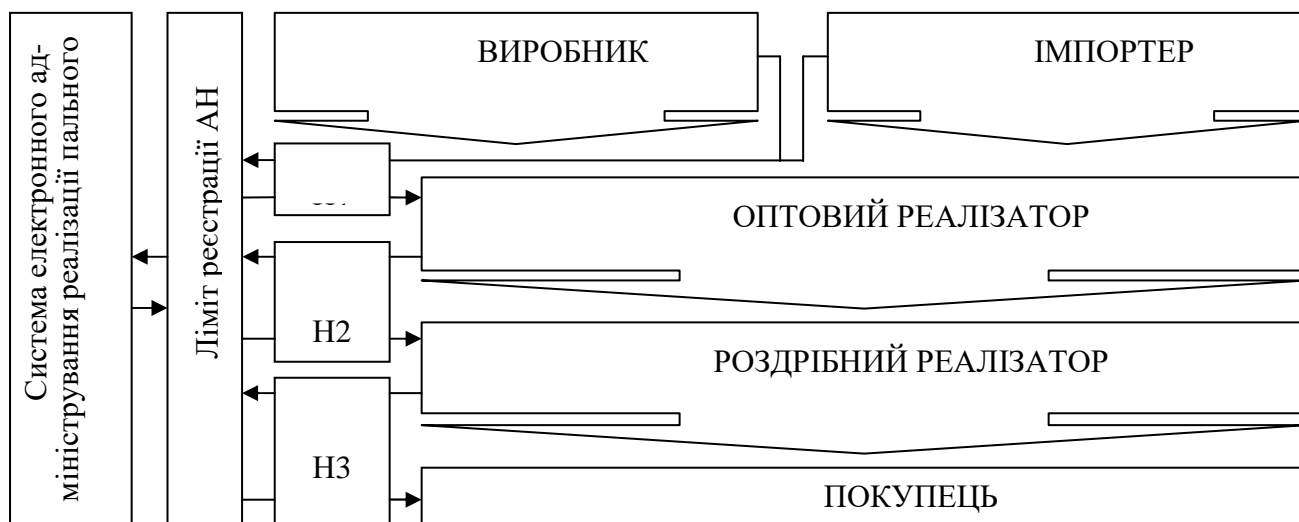 Система електронного ад-
міністрування реалізації пального
Ліміт реєстрації АН
ВИРОБНИК
ІМПОРТЕР
ОПТОВИЙ РЕАЛІЗАТОР
Н2
РОЗДРІБНИЙ РЕАЛІЗАТОР
Н3
ПОКУПЕЦЬ